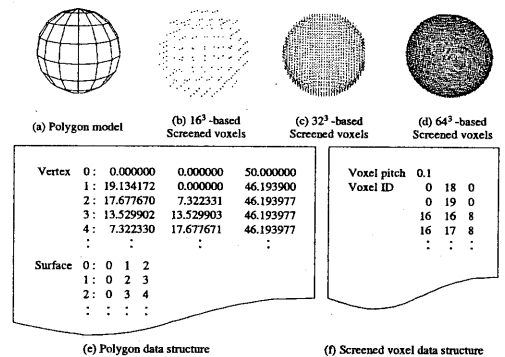 (a) Polygon model
(b) 16³ -based
Screened voxels
(c) 32³ -based
Screened voxels
(d) 64³ -based
Screened voxels
Vertex 0 : 0.000000 0.000000 50.000000
1 : 19.134172 0.000000 46.193900
2 : 17.677670 7.322331 46.193977
3 : 13.529902 13.529903 46.193977
4 : 7.322330 17.677671 46.193977
: : : :
Surface 0 : 0 1 2
1 : 0 2 3
2 : 0 3 4
: : : :
Voxel pitch 0.1
Voxel ID 0 18 0
0 19 0
16 16 8
16 17 8
: : :
(e) Polygon data structure
(f) Screened voxel data structure